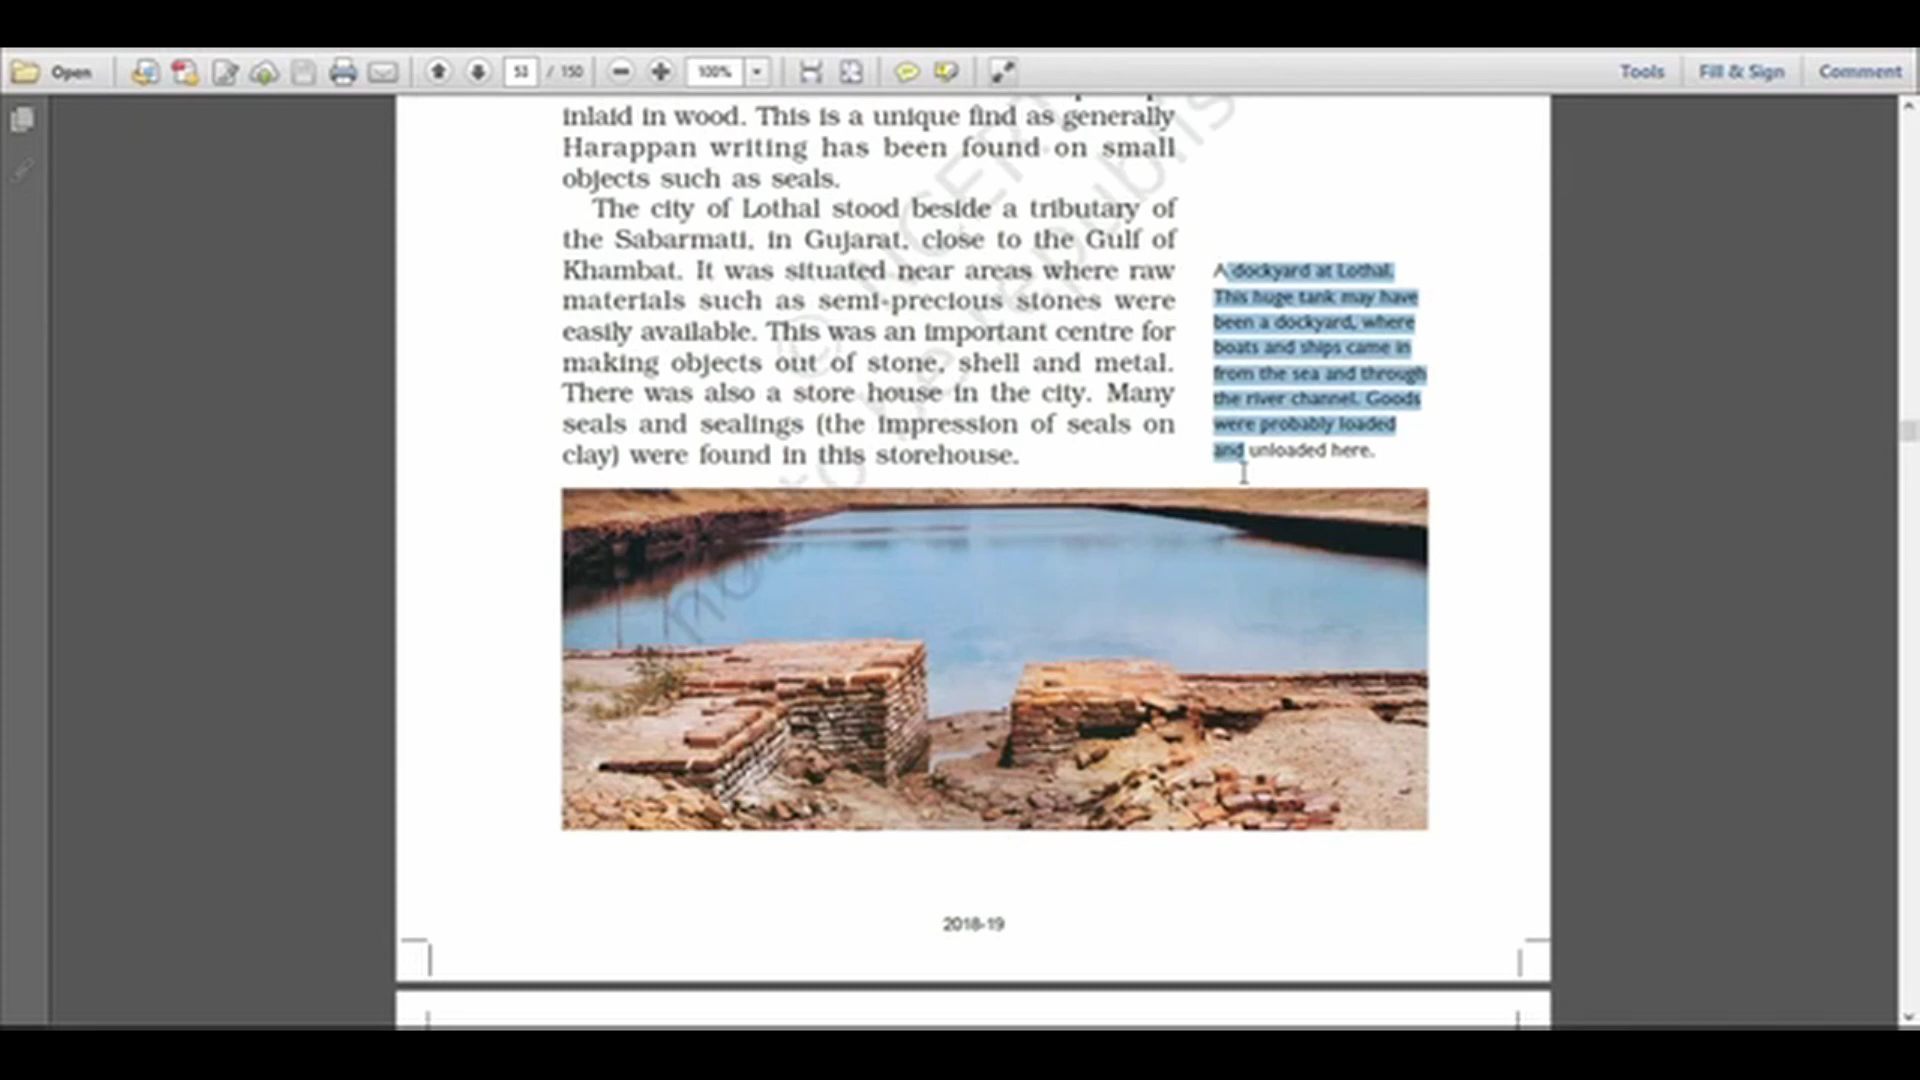 Open
53 / 150
100%
Tools
Fill & Sign
Comment
inlaid in wood. This is a unique find as generally
Harappan writing has been found on small
objects such as seals.
The city of Lothal stood beside a tributary of
the Sabarmati, in Gujarat, close to the Gulf of
Khambat. It was situated near areas where raw
materials such as semi-precious stones were
easily available. This was an important centre for
making objects out of stone, shell and metal.
There was also a store house in the city. Many
seals and sealings (the impression of seals on
clay) were found in this storehouse.
A dockyard at Lothal.
This huge tank may have
been a dockyard, where
boats and ships came in
from the sea and through
the river channel. Goods
were probably loaded
and unloaded here.
© NCERT
not to be republis
2018-19